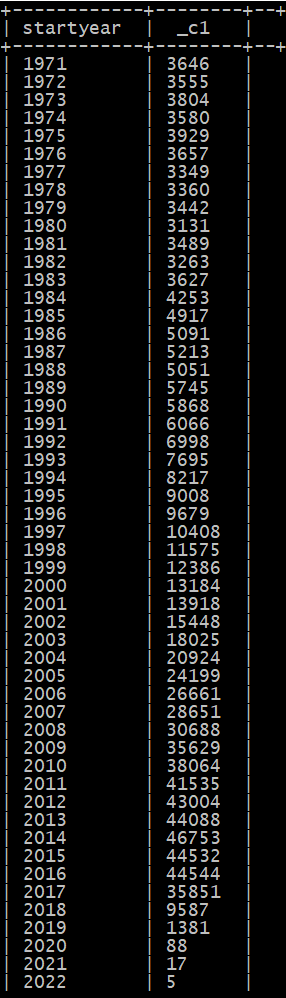 +------------+--------+--+
| startyear | _c1 | |
+------------+--------+--+
| 1971 | 3646 | |
| 1972 | 3555 | |
| 1973 | 3804 | |
| 1974 | 3580 | |
| 1975 | 3929 | |
| 1976 | 3657 | |
| 1977 | 3349 | |
| 1978 | 3360 | |
| 1979 | 3442 | |
| 1980 | 3131 | |
| 1981 | 3489 | |
| 1982 | 3263 | |
| 1983 | 3627 | |
| 1984 | 4253 | |
| 1985 | 4917 | |
| 1986 | 5091 | |
| 1987 | 5213 | |
| 1988 | 5051 | |
| 1989 | 5745 | |
| 1990 | 5868 | |
| 1991 | 6066 | |
| 1992 | 6998 | |
| 1993 | 7695 | |
| 1994 | 8217 | |
| 1995 | 9008 | |
| 1996 | 9679 | |
| 1997 | 10408 | |
| 1998 | 11575 | |
| 1999 | 12386 | |
| 2000 | 13184 | |
| 2001 | 13918 | |
| 2002 | 15448 | |
| 2003 | 18025 | |
| 2004 | 20924 | |
| 2005 | 24199 | |
| 2006 | 26661 | |
| 2007 | 28651 | |
| 2008 | 30688 | |
| 2009 | 35629 | |
| 2010 | 38064 | |
| 2011 | 41535 | |
| 2012 | 43004 | |
| 2013 | 44088 | |
| 2014 | 46753 | |
| 2015 | 44532 | |
| 2016 | 44544 | |
| 2017 | 35851 | |
| 2018 | 9587 | |
| 2019 | 1381 | |
| 2020 | 88 | |
| 2021 | 17 | |
| 2022 | 5 | |